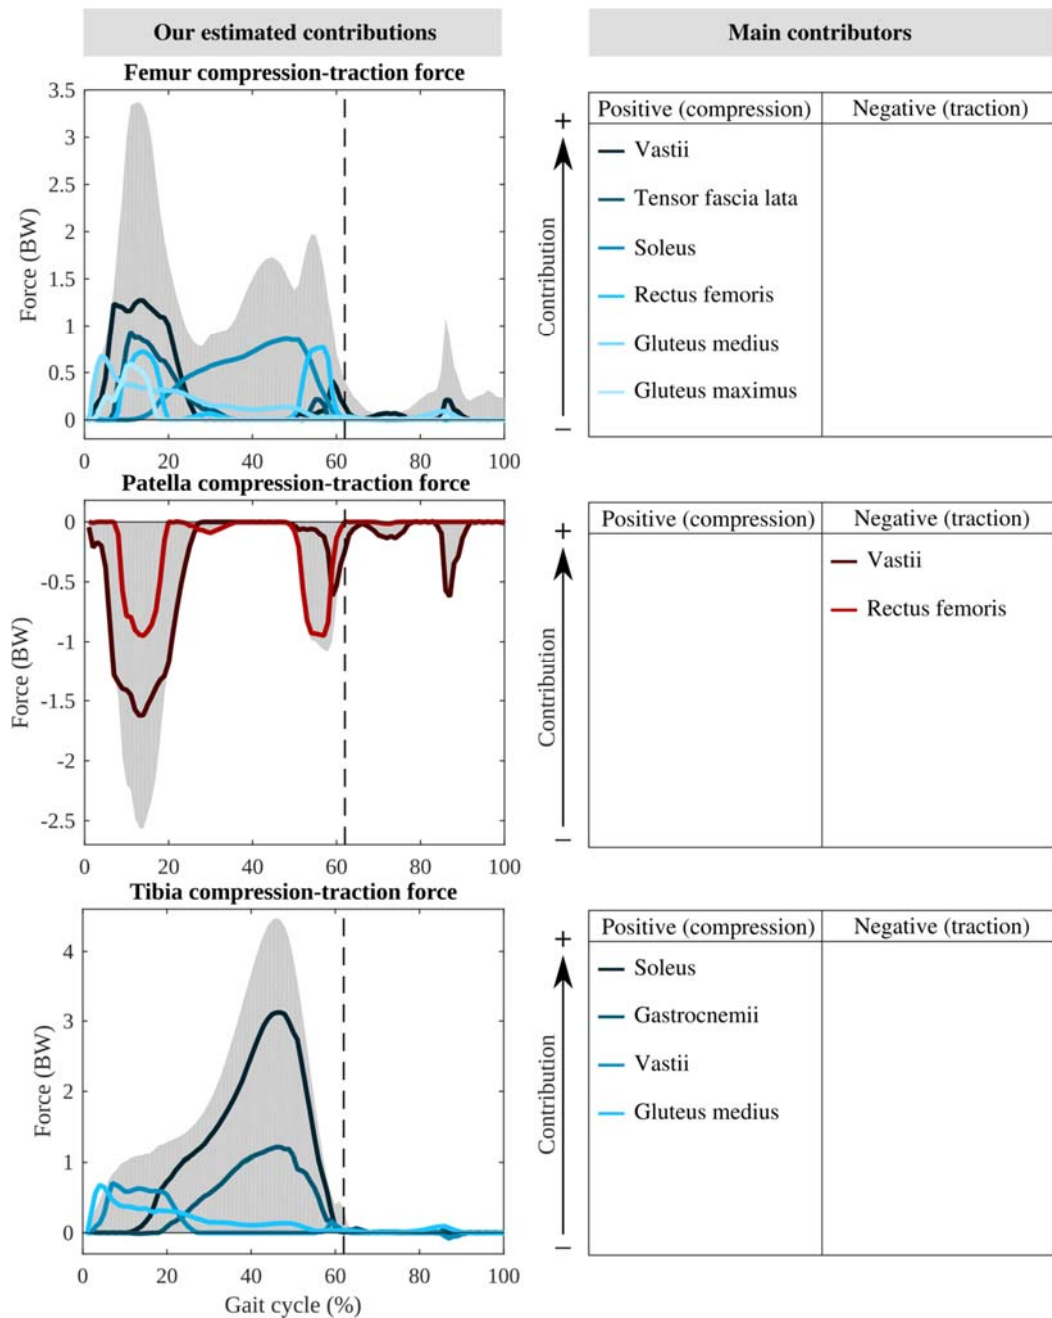 Our estimated contributions
Main contributors
Femur compression-traction force
3.5
3
2.5
2
1.5
1
0.5
0
Force (BW)
0 20 40 60 80 100
+
Contribution
–
Positive (compression) Negative (traction)
Vastii
Tensor fascia lata
Soleus
Rectus femoris
Gluteus medius
Gluteus maximus
Patella compression-traction force
0
-0.5
-1
-1.5
-2
-2.5
Force (BW)
0 20 40 60 80 100
+
Contribution
–
Positive (compression) Negative (traction)
Vastii
Rectus femoris
Tibia compression-traction force
4
3
2
1
0
Force (BW)
0 20 40 60 80 100
Gait cycle (%)
+
Contribution
–
Positive (compression) Negative (traction)
Soleus
Gastrocnemii
Vastii
Gluteus medius